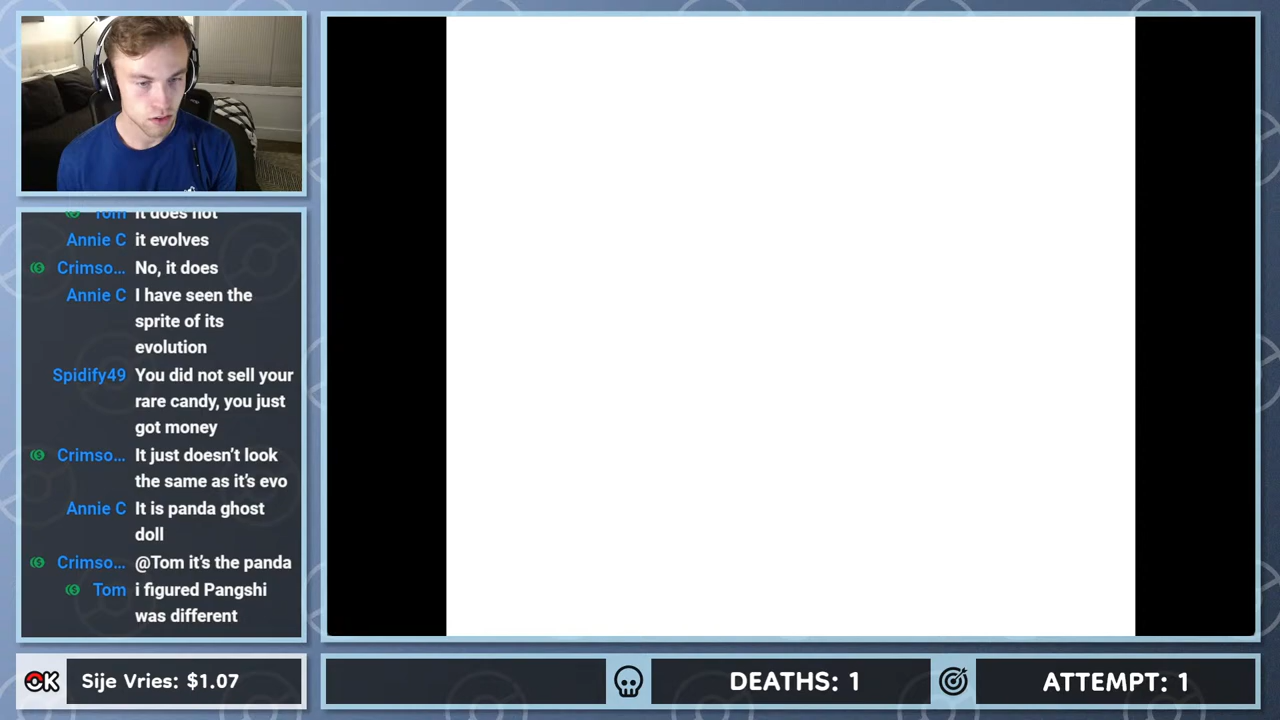 Tom it does not
Annie C it evolves
Crimso... No, it does
Annie C I have seen the
sprite of its
evolution
Spidify49 You did not sell your
rare candy, you just
got money
Crimso... It just doesn't look
the same as it's evo
Annie C It is panda ghost
doll
Crimso... @Tom it's the panda
Tom i figured Pangshi
was different
OK Sije Vries: $1.07
DEATHS: 1
ATTEMPT: 1